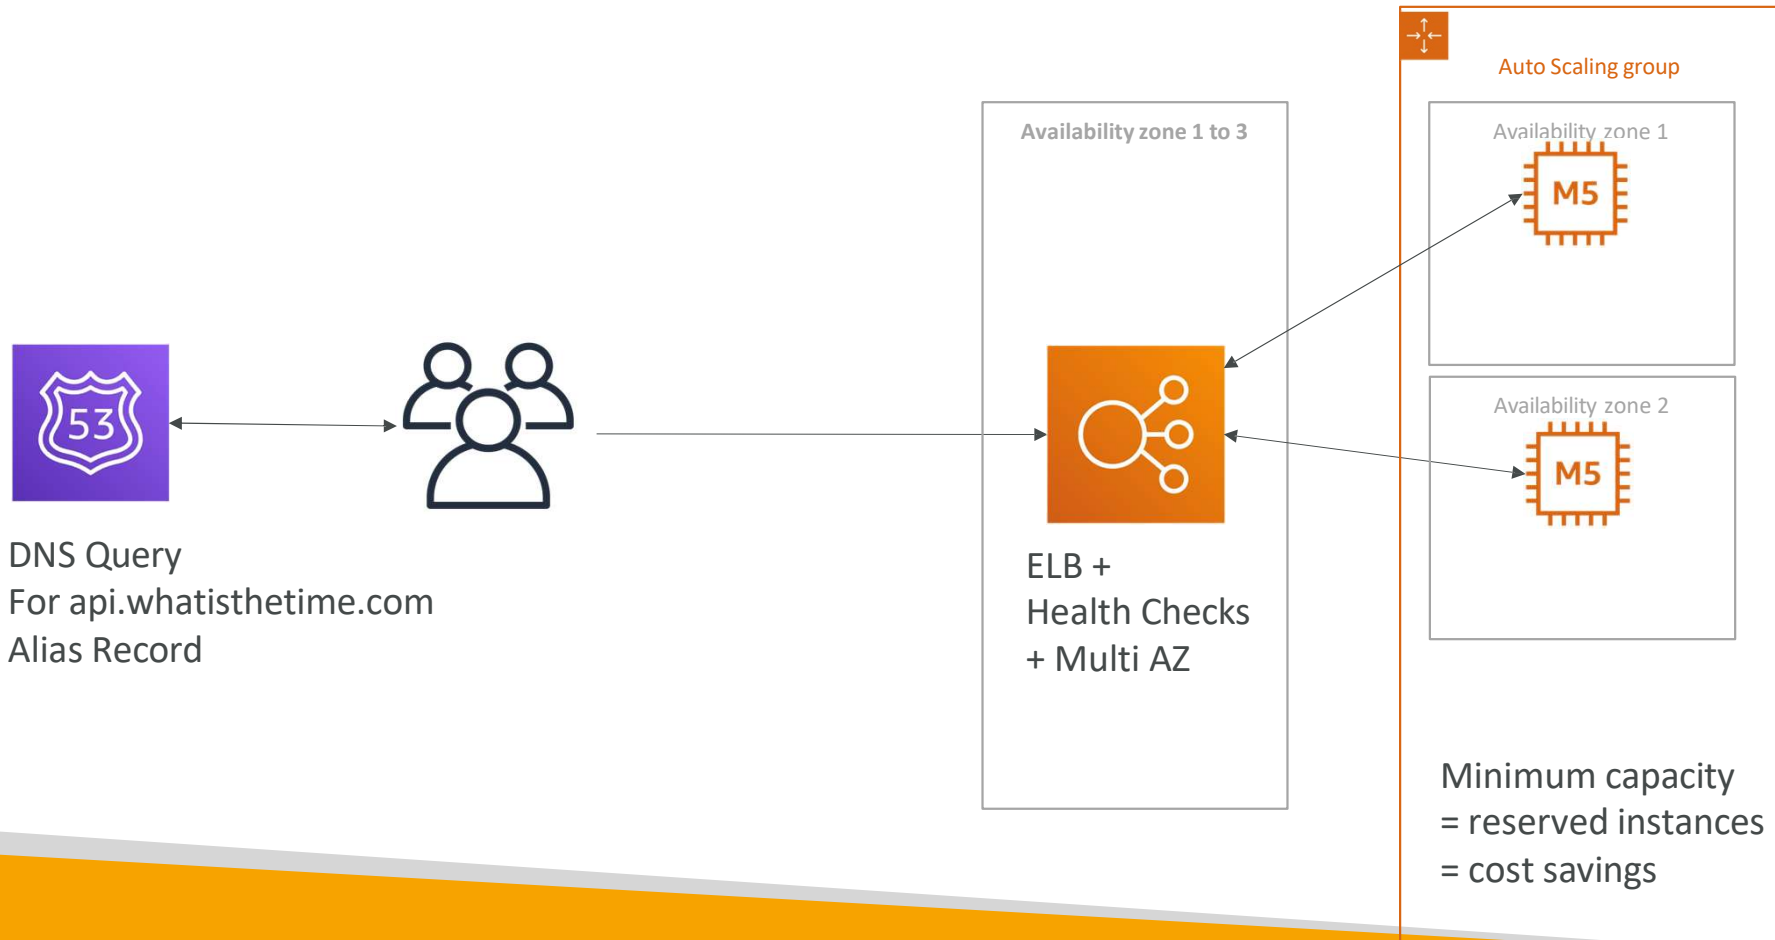 Auto Scaling group
Availability zone 1 to 3
Availability zone 1
M5
53
Availability zone 2
M5
DNS Query
For api.whatisthetime.com
Alias Record
ELB +
Health Checks
+ Multi AZ
Minimum capacity
= reserved instances
= cost savings